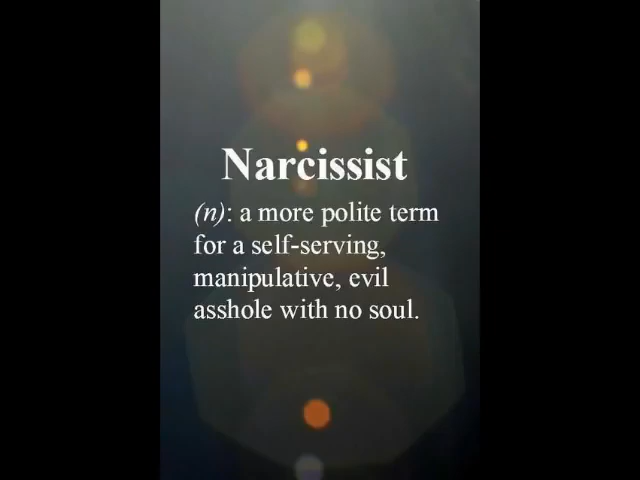 Narcissist
(n): a more polite term
for a self-serving,
manipulative, evil
asshole with no soul.